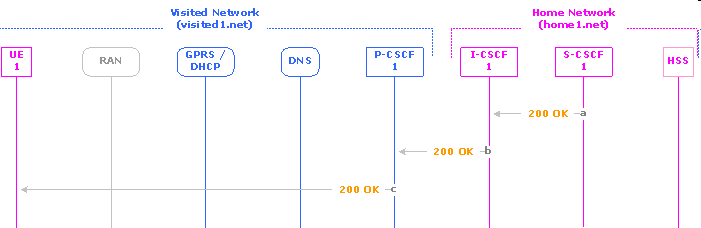 Visited Network
(visited1.net)
Home Network
(home1.net)
UE
1
RAN
GPRS /
DHCP
DNS
P-CSCF
1
I-CSCF
1
S-CSCF
1
HSS
200 OK a
200 OK b
200 OK c